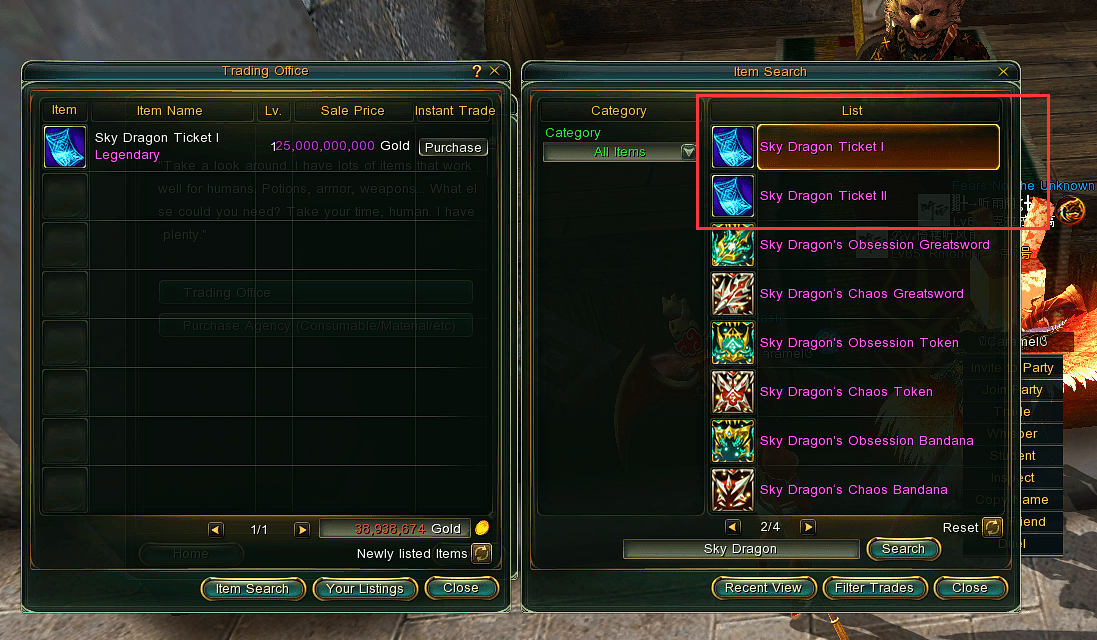 Trading Office
?
Item
Item Name
Lv.
Sale Price
Instant Trade
Sky Dragon Ticket I
Legendary
125,000,000,000 Gold
Purchase
"Take a look around. I have lots of items that work
well for humans. Potions, armor, weapons... What el
se could you need? Take your time, human. I have
plenty."
Trading Office
Purchase Agency (Consumable/Material/etc)
1/1
38,938,674 Gold
Home
Newly listed Items
Item Search
Your Listings
Close
Item Search
Category
List
Category
All Items
Sky Dragon Ticket I
Sky Dragon Ticket II
Sky Dragon's Obsession Greatsword
Sky Dragon's Chaos Greatsword
Sky Dragon's Obsession Token
Sky Dragon's Chaos Token
Sky Dragon's Obsession Bandana
Sky Dragon's Chaos Bandana
2/4
Reset
Sky Dragon
Search
Recent View
Filter Trades
Close
Fears No The Unknown
Invite to Party
Join Party
Trade
Whisper
Inspect
Copy Name
Duel